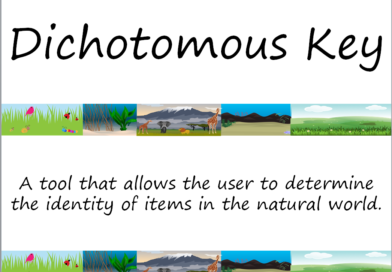 Dichotomous Key
A tool that allows the user to determine
the identity of items in the natural world.